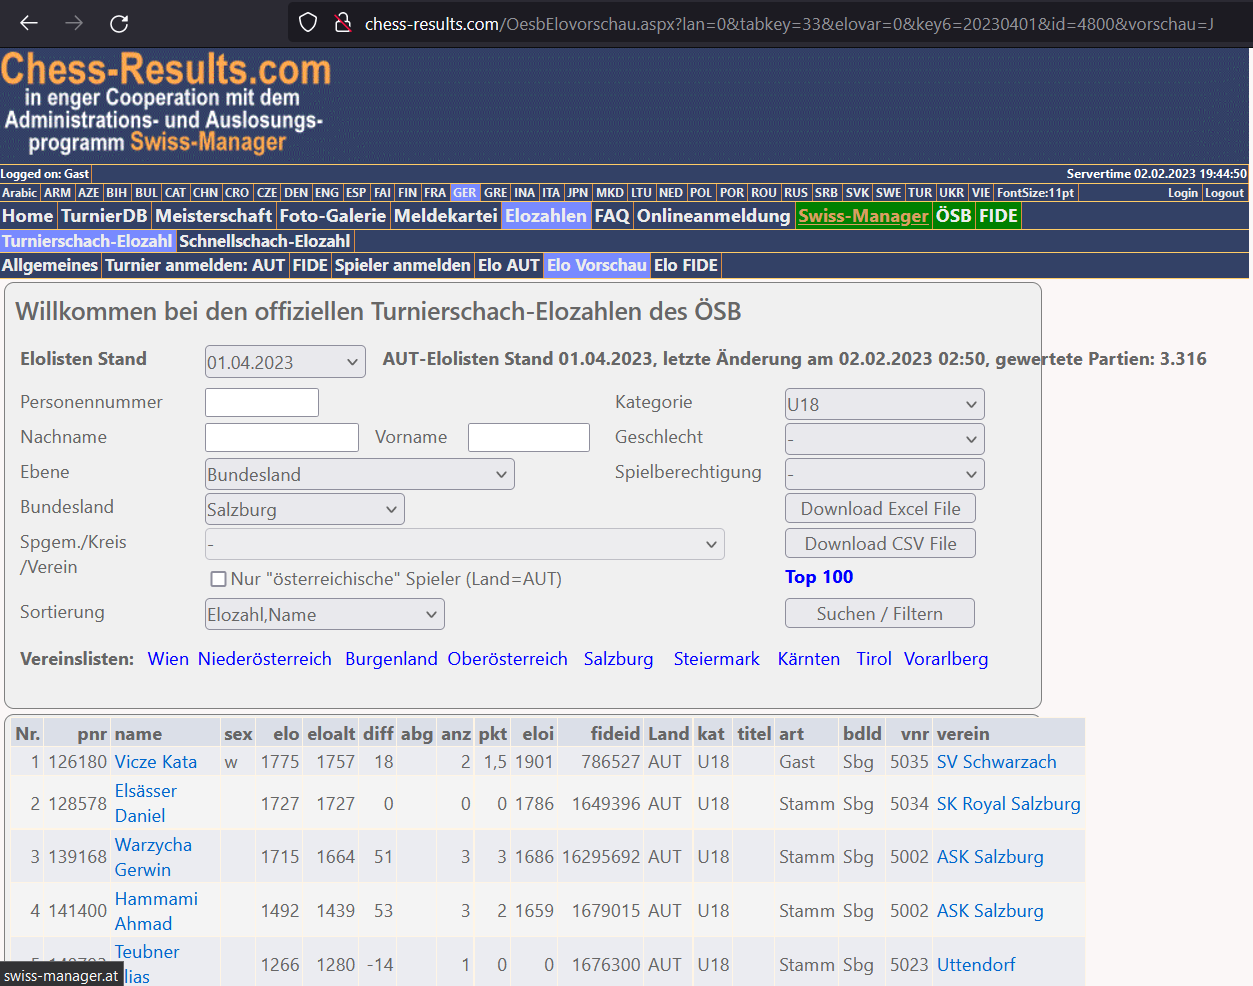 chess-results.com/OesbElovorschau.aspx?lan=0&tabkey=33&elovar=0&key6=20230401&id=4800&vorschau=J
Chess-Results.com
in enger Cooperation mit dem
Administrations- und Auslosungs-
programm Swiss-Manager
Logged on: Gast Servertime 02.02.2023 19:44:50
Arabic ARM AZE BIH BUL CAT CHN CRO CZE DEN ENG ESP FAI FIN FRA GER GRE INA ITA JPN MKD LTU NED POL POR ROU RUS SRB SVK SWE TUR UKR VIE FontSize:11pt Login Logout
Home TurnierDB Meisterschaft Foto-Galerie Meldekartei Elozahlen FAQ Onlineanmeldung Swiss-Manager ÖSB FIDE
Turnierschach-Elozahl Schnellschach-Elozahl
Allgemeines Turnier anmelden: AUT FIDE Spieler anmelden Elo AUT Elo Vorschau Elo FIDE
Willkommen bei den offiziellen Turnierschach-Elozahlen des ÖSB
Elolisten Stand 01.04.2023 AUT-Elolisten Stand 01.04.2023, letzte Änderung am 02.02.2023 02:50, gewertete Partien: 3.316
Personennummer Kategorie U18
Nachname Vorname Geschlecht -
Ebene Bundesland Spielberechtigung -
Bundesland Salzburg Download Excel File
Spgem./Kreis - Download CSV File
/Verein
Nur "österreichische" Spieler (Land=AUT) Top 100
Sortierung Elozahl,Name Suchen / Filtern
Vereinslisten: Wien Niederösterreich Burgenland Oberösterreich Salzburg Steiermark Kärnten Tirol Vorarlberg
Nr. pnr name sex elo eloalt diff abg anz pkt eloi fideid Land kat titel art bdld vnr verein
1 126180 Vicze Kata w 1775 1757 18 2 1,5 1901 786527 AUT U18 Gast Sbg 5035 SV Schwarzach
2 128578 Elsässer Daniel 1727 1727 0 0 0 1786 1649396 AUT U18 Stamm Sbg 5034 SK Royal Salzburg
3 139168 Warzycha Gerwin 1715 1664 51 3 3 1686 16295692 AUT U18 Stamm Sbg 5002 ASK Salzburg
4 141400 Hammami Ahmad 1492 1439 53 3 2 1659 1679015 AUT U18 Stamm Sbg 5002 ASK Salzburg
Teubner 1266 1280 -14 1 0 0 1676300 AUT U18 Stamm Sbg 5023 Uttendorf
swiss-manager.at